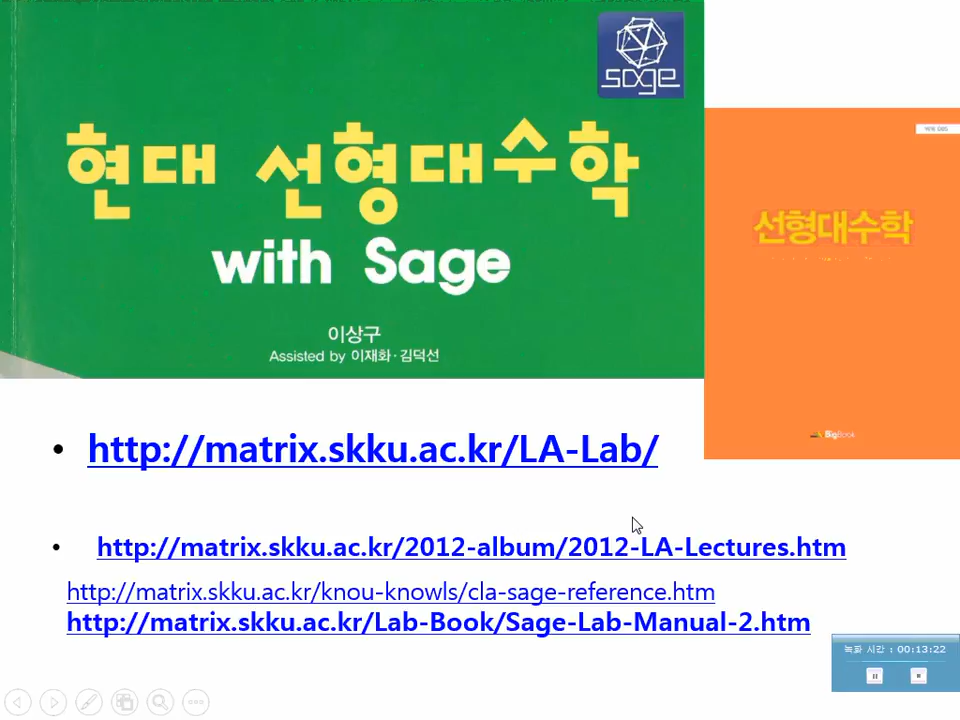 sage
현대 선형대수학
with Sage
이상구
Assisted by 이재화·김덕선
선형대수학
BigBook
• http://matrix.skku.ac.kr/LA-Lab/
• http://matrix.skku.ac.kr/2012-album/2012-LA-Lectures.htm
http://matrix.skku.ac.kr/knou-knowls/cla-sage-reference.htm
http://matrix.skku.ac.kr/Lab-Book/Sage-Lab-Manual-2.htm
녹화 시간 : 00:13:22